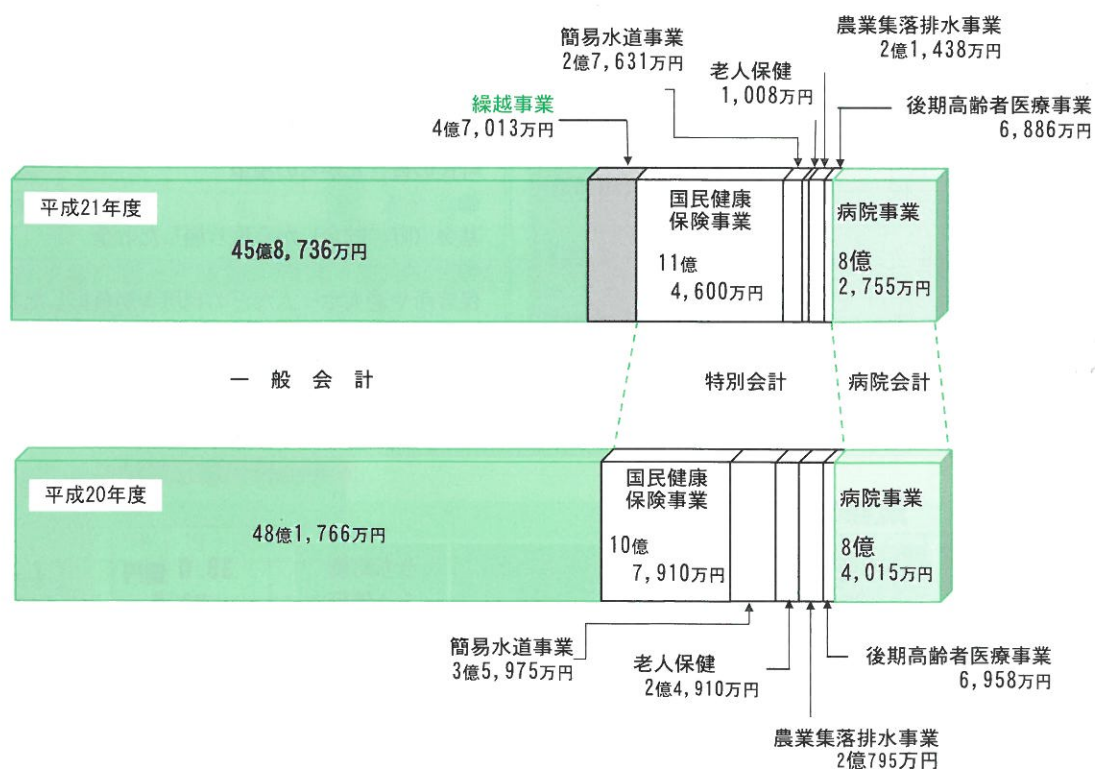 農業集落排水事業
2億1,438万円
簡易水道事業
2億7,631万円
老人保健
1,008万円
後期高齢者医療事業
6,886万円
繰越事業
4億7,013万円
平成21年度
45億8,736万円
国民健康
保険事業
11億
4,600万円
病院事業
8億
2,755万円
一般会計
特別会計
病院会計
平成20年度
48億1,766万円
国民健康
保険事業
10億
7,910万円
病院事業
8億
4,015万円
簡易水道事業
3億5,975万円
老人保健
2億4,910万円
後期高齢者医療事業
6,958万円
農業集落排水事業
2億795万円